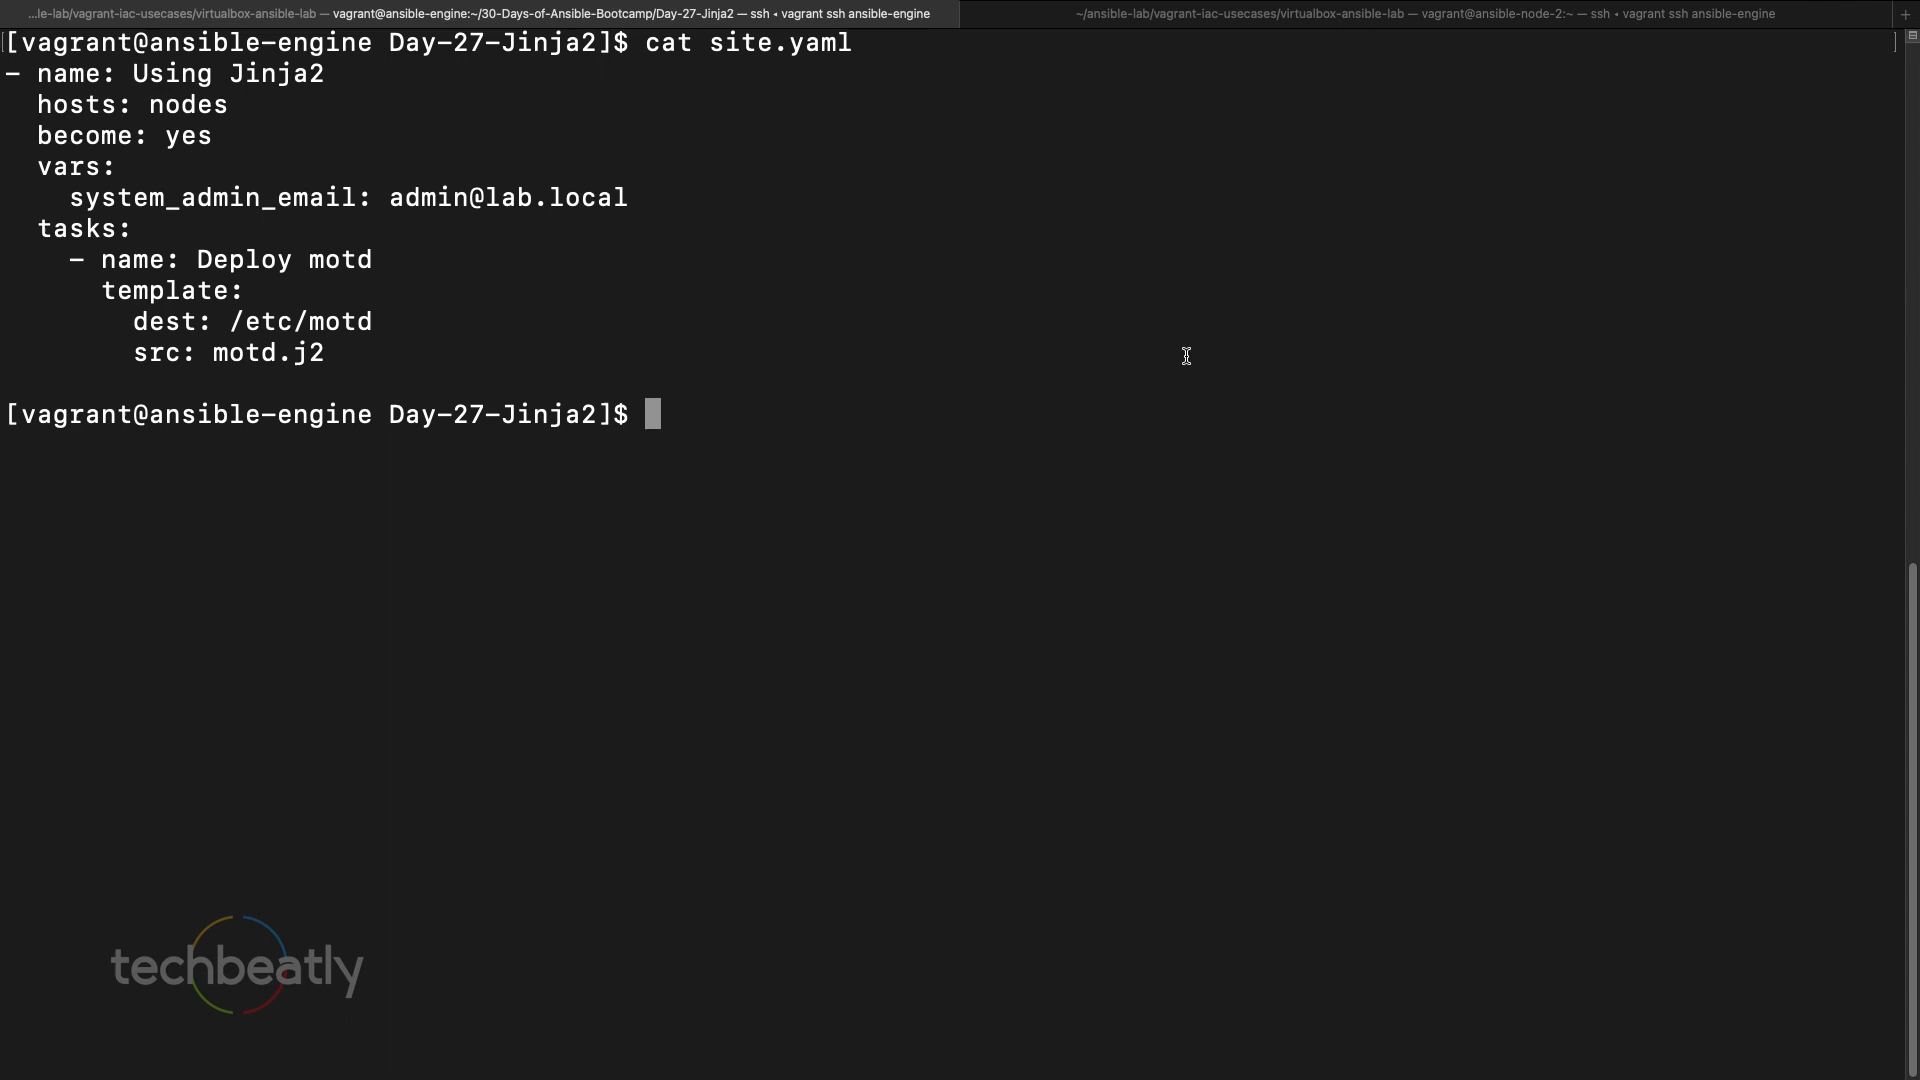 ...le-lab/vagrant-iac-usecases/virtualbox-ansible-lab — vagrant@ansible-engine:~/30-Days-of-Ansible-Bootcamp/Day-27-Jinja2 — ssh ◂ vagrant ssh ansible-engine
~/ansible-lab/vagrant-iac-usecases/virtualbox-ansible-lab — vagrant@ansible-node-2:~ — ssh ◂ vagrant ssh ansible-engine
[vagrant@ansible-engine Day-27-Jinja2]$ cat site.yaml
- name: Using Jinja2
  hosts: nodes
  become: yes
  vars:
    system_admin_email: admin@lab.local
  tasks:
    - name: Deploy motd
      template:
        dest: /etc/motd
        src: motd.j2
[vagrant@ansible-engine Day-27-Jinja2]$
techbeatly